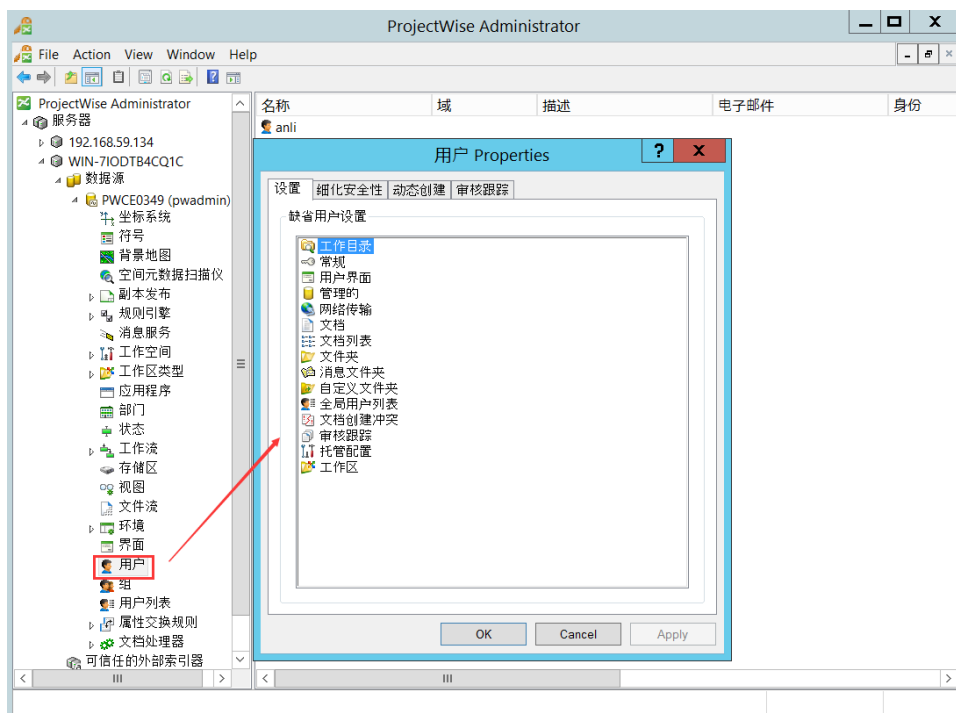 ProjectWise Administrator
File Action View Window Help
ProjectWise Administrator
服务器
192.168.59.134
WIN-7IODTB4CQ1C
数据源
PWCE0349 (pwadmin)
坐标系统
符号
背景地图
空间元数据扫描仪
副本发布
规则引擎
消息服务
工作空间
工作区类型
应用程序
部门
状态
工作流
存储区
视图
文件流
环境
界面
用户
组
用户列表
属性交换规则
文档处理器
可信任的外部索引器
名称 域 描述 电子邮件 身份
anli
用户 Properties
设置 细化安全性 动态创建 审核跟踪
缺省用户设置
工作目录
常规
用户界面
管理的
网络传输
文档
文档列表
文件夹
消息文件夹
自定义文件夹
全局用户列表
文档创建冲突
审核跟踪
托管配置
工作区
OK Cancel Apply